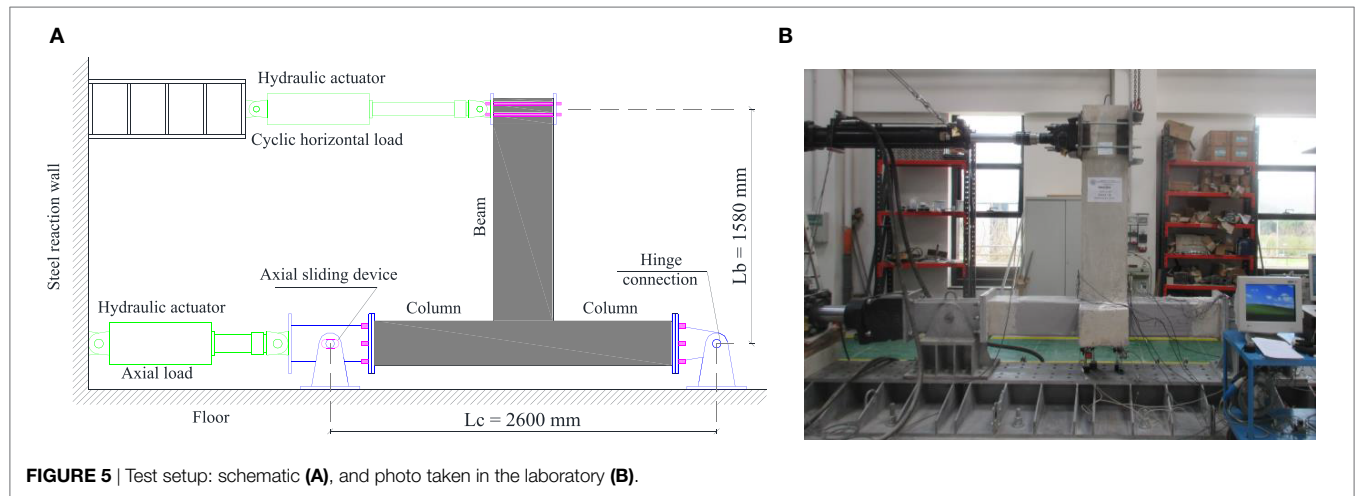 A
B
Hydraulic actuator
Cyclic horizontal load
Steel reaction wall
Beam
Lb = 1580 mm
Axial sliding device
Hinge
connection
Hydraulic actuator
Column
Column
Axial load
Floor
Lc = 2600 mm
FIGURE 5 | Test setup: schematic (A), and photo taken in the laboratory (B).